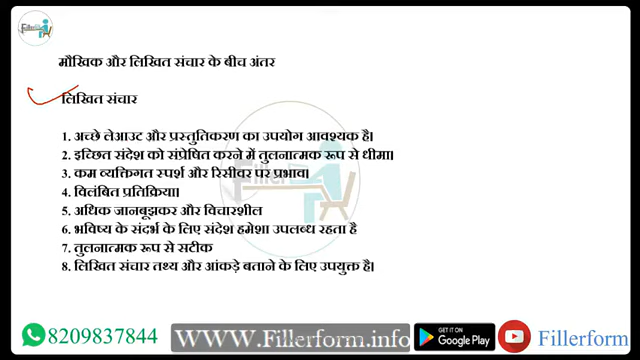 Fillerform
मौखिक और लिखित संचार के बीच अंतर
लिखित संचार
1. अच्छे लेआउट और प्रस्तुतिकरण का उपयोग आवश्यक है।
2. इच्छित संदेश को संप्रेषित करने में तुलनात्मक रूप से धीमा।
3. कम व्यक्तिगत स्पर्श और रिसीवर पर प्रभाव।
4. विलंबित प्रतिक्रिया।
5. अधिक जानबूझकर और विचारशील
6. भविष्य के संदर्भ के लिए संदेश हमेशा उपलब्ध रहता है
7. तुलनात्मक रूप से सटीक
8. लिखित संचार तथ्य और आंकड़े बताने के लिए उपयुक्त है।
8209837844 www.Fillerform.info GET IT ON Google Play Fillerform